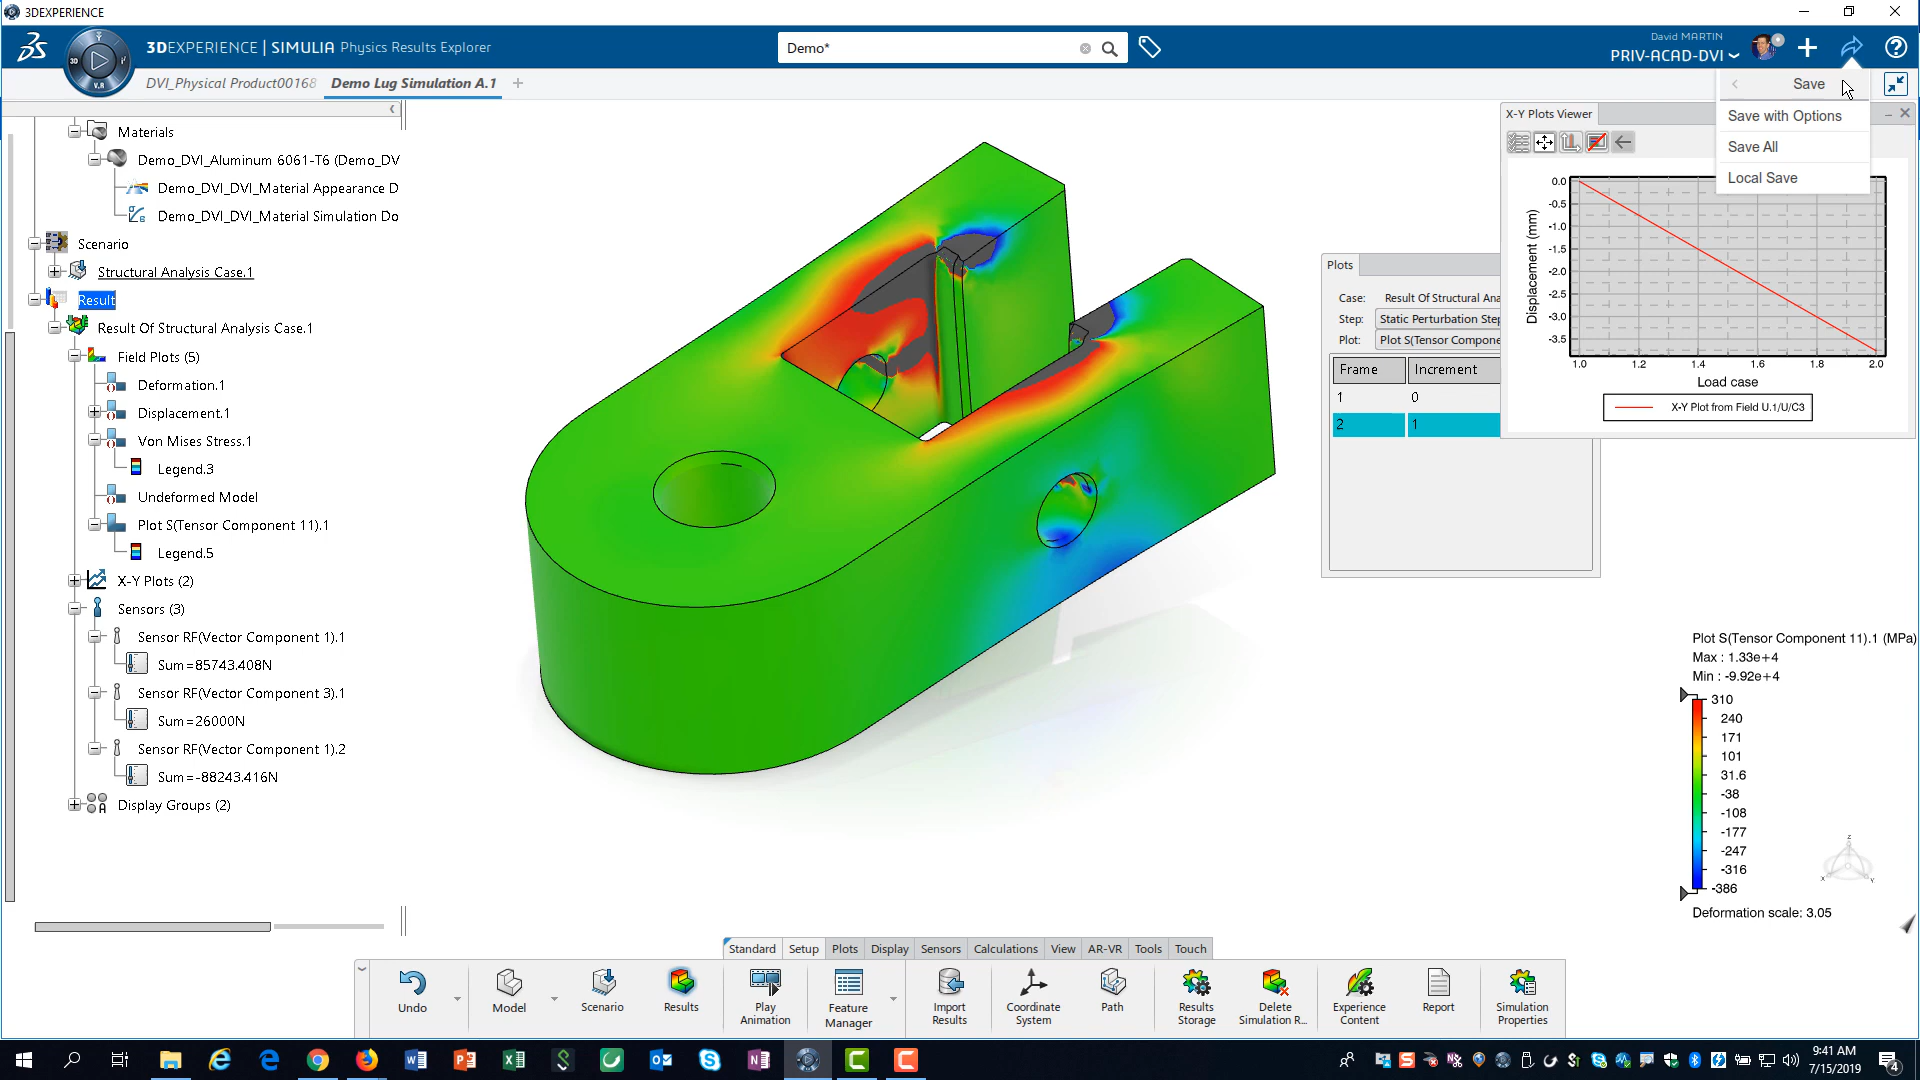 3DEXPERIENCE
3DEXPERIENCE | SIMULIA Physics Results Explorer
3D
V.R
Demo*
David MARTIN
PRIV-ACAD-DVI
DVI_Physical Product00168
Demo Lug Simulation A.1
Save
Save with Options
Save All
Local Save
Materials
Demo_DVI_Aluminum 6061-T6 (Demo_DV
Demo_DVI_DVI_Material Appearance D
Demo_DVI_DVI_Material Simulation Do
Scenario
Structural Analysis Case.1
Result
Result Of Structural Analysis Case.1
Field Plots (5)
Deformation.1
Displacement.1
Von Mises Stress.1
Legend.3
Undeformed Model
Plot S(Tensor Component 11).1
Legend.5
X-Y Plots (2)
Sensors (3)
Sensor RF(Vector Component 1).1
Sum=85743.408N
Sensor RF(Vector Component 3).1
Sum=26000N
Sensor RF(Vector Component 1).2
Sum=-88243.416N
Display Groups (2)
Plots
Case: Result Of Structural Ana
Step: Static Perturbation Step
Plot: Plot S(Tensor Compone
Frame Increment
1 0
2 1
X-Y Plots Viewer
0.0
-0.5
-1.0
-1.5
-2.0
-2.5
-3.0
-3.5
Displacement (mm)
1.0 1.2 1.4 1.6 1.8 2.0
Load case
X-Y Plot from Field U.1/U/C3
Plot S(Tensor Component 11).1 (MPa)
Max : 1.33e+4
Min : -9.92e+4
310
240
171
101
31.6
-38
-108
-177
-247
-316
-386
Deformation scale: 3.05
Z
X
Y
Standard Setup Plots Display Sensors Calculations View AR-VR Tools Touch
Undo
Model
Scenario
Results
Play Animation
Feature Manager
Import Results
Coordinate System
Path
Results Storage
Delete Simulation R...
Experience Content
Report
Simulation Properties
9:41 AM
7/15/2019
4